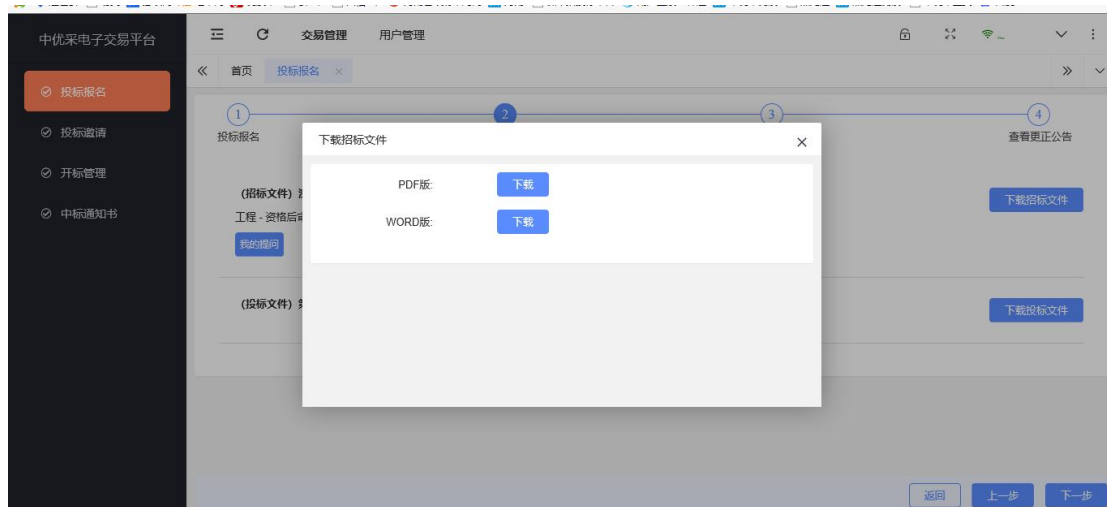 中优采电子交易平台
交易管理 用户管理
首页 投标报名
投标报名
投标邀请
开标管理
中标通知书
1 2 3 4
投标报名 查看更正公告
下载招标文件
PDF版: 下载
WORD版: 下载
(招标文件)
下载招标文件
工程 - 资格后审
我的提问
(投标文件)
下载投标文件
返回 上一步 下一步